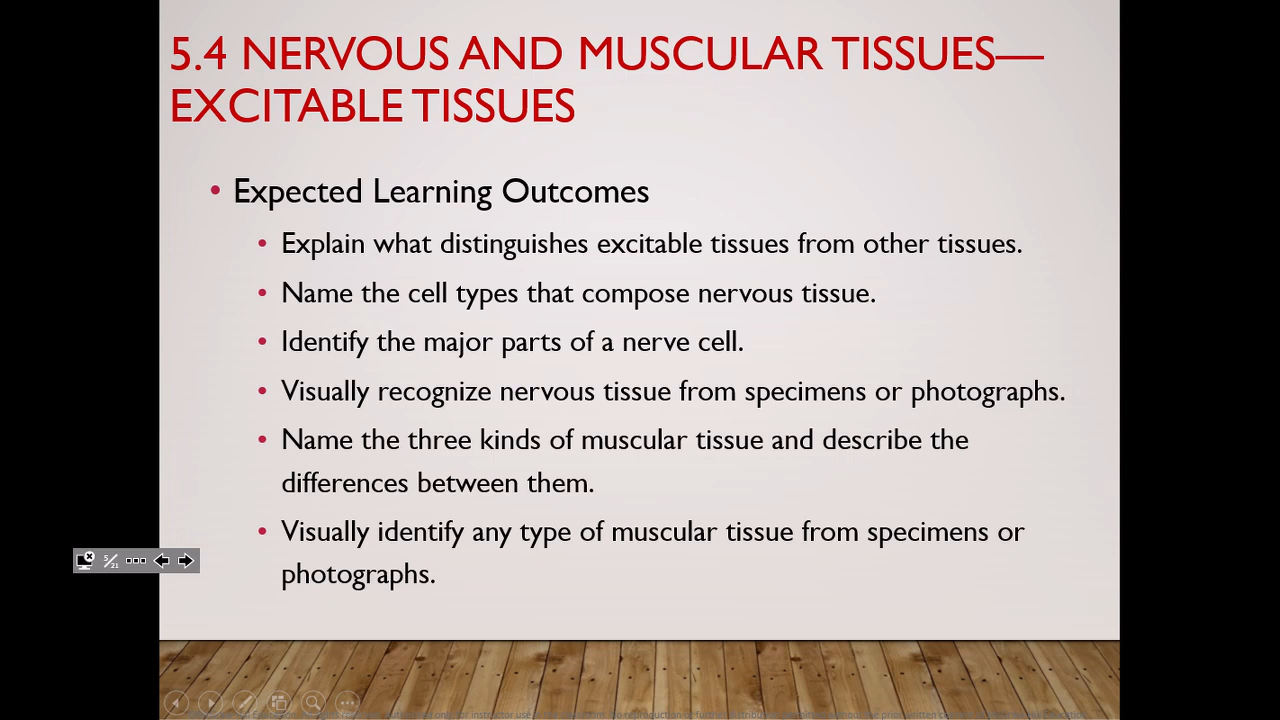 5.4 NERVOUS AND MUSCULAR TISSUES—
EXCITABLE TISSUES
• Expected Learning Outcomes
• Explain what distinguishes excitable tissues from other tissues.
• Name the cell types that compose nervous tissue.
• Identify the major parts of a nerve cell.
• Visually recognize nervous tissue from specimens or photographs.
• Name the three kinds of muscular tissue and describe the
differences between them.
• Visually identify any type of muscular tissue from specimens or
photographs.
5/21